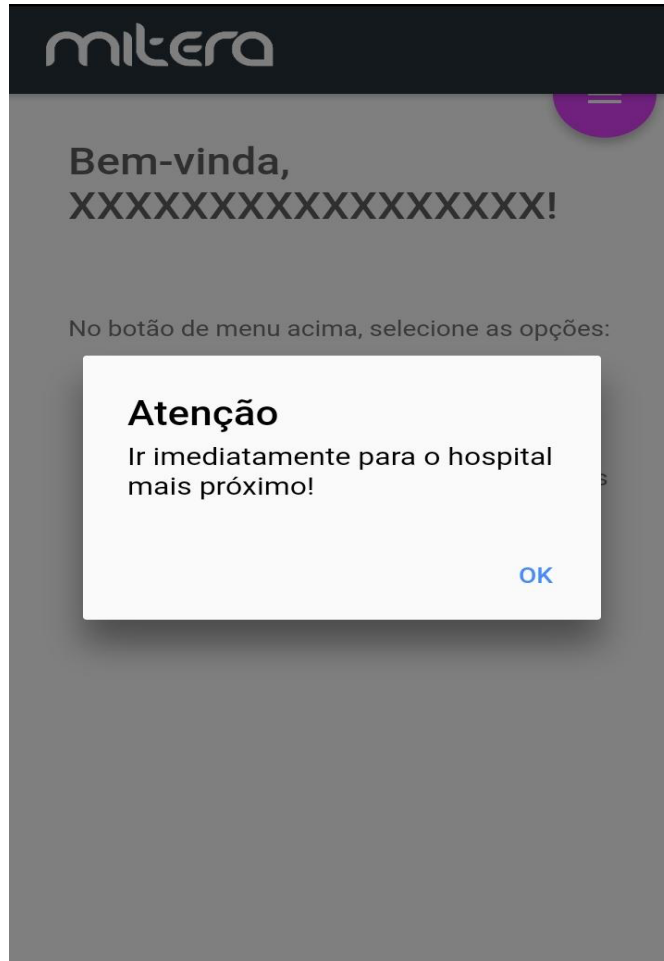 mitera
Bem-vinda,
XXXXXXXXXXXXXXXXX!
No botão de menu acima, selecione as opções:
Atenção
Ir imediatamente para o hospital
mais próximo!
s
OK